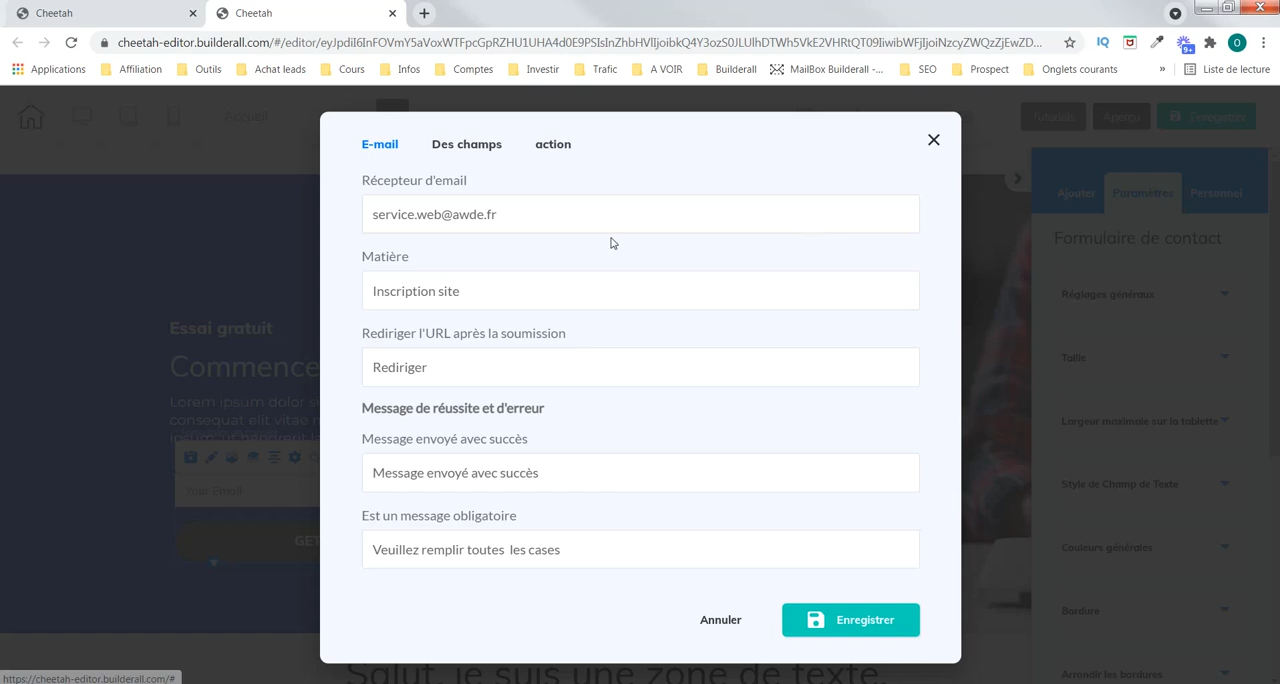 Cheetah
Cheetah
cheetah-editor.builderall.com/#/editor/
Applications
Affiliation
Outils
Achat leads
Cours
Infos
Comptes
Investir
Trafic
A VOIR
Builderall
MailBox Builderall -...
SEO
Prospect
Onglets courants
»
Liste de lecture
9+
O
Accueil
Tutoriels
Aperçu
Enregistrer
E-mail
Des champs
action
Récepteur d'email
service.web@awde.fr
Matière
Inscription site
Rediriger l'URL après la soumission
Rediriger
Message de réussite et d'erreur
Message envoyé avec succès
Message envoyé avec succès
Est un message obligatoire
Veuillez remplir toutes les cases
Annuler
Enregistrer
Ajouter
Paramètres
Personnel
Formulaire de contact
Réglages généraux
Taille
Largeur maximale sur la tablette
Style de Champ de Texte
Couleurs générales
Bordure
Arrondir les bordures
Essai gratuit
Commence
Lorem ipsum dolor
consequat elit vitae
Your Email
GET
Salut, je suis une zone de texte.
https://cheetah-editor.builderall.com/#